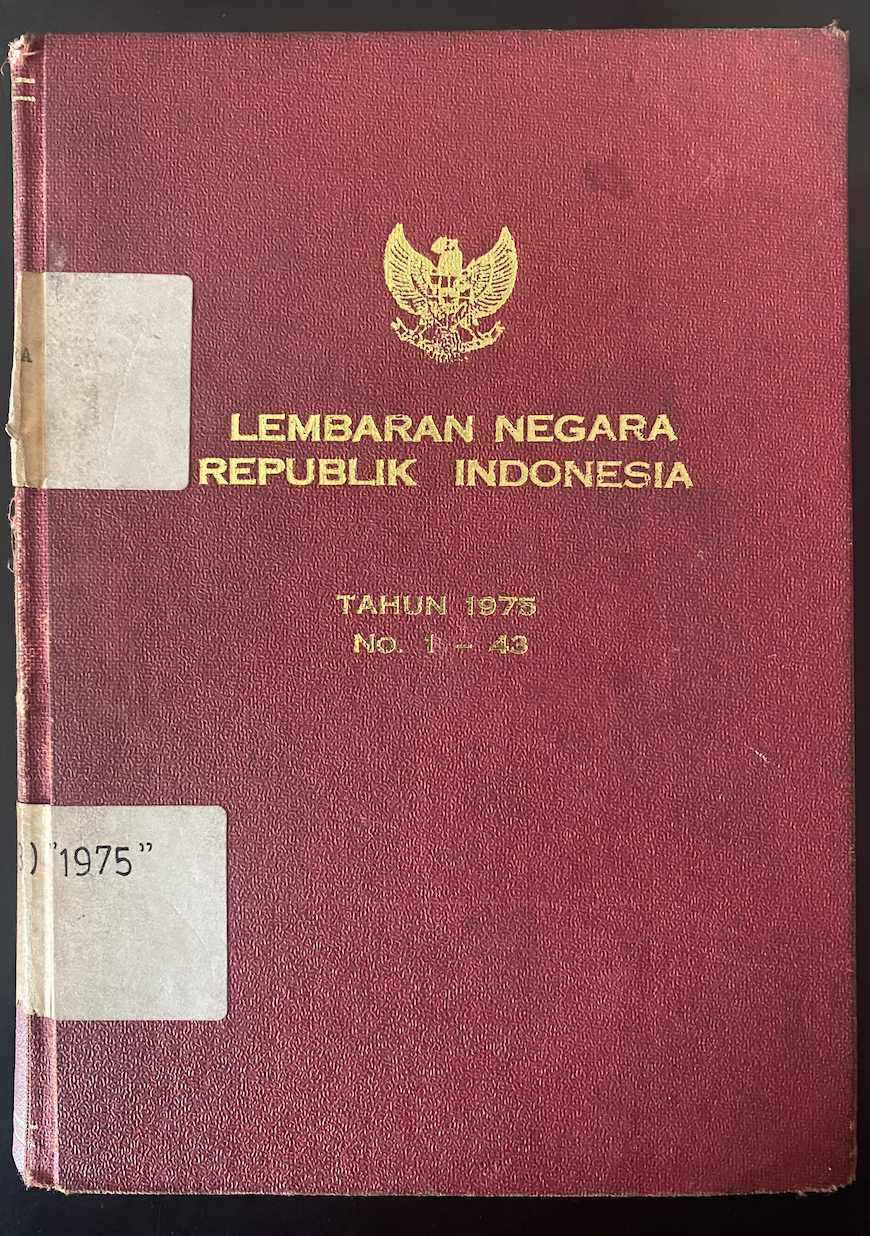 LEMBARAN NEGARA
REPUBLIK INDONESIA
TAHUN 1975
No. 1 – 43
A
) "1975"